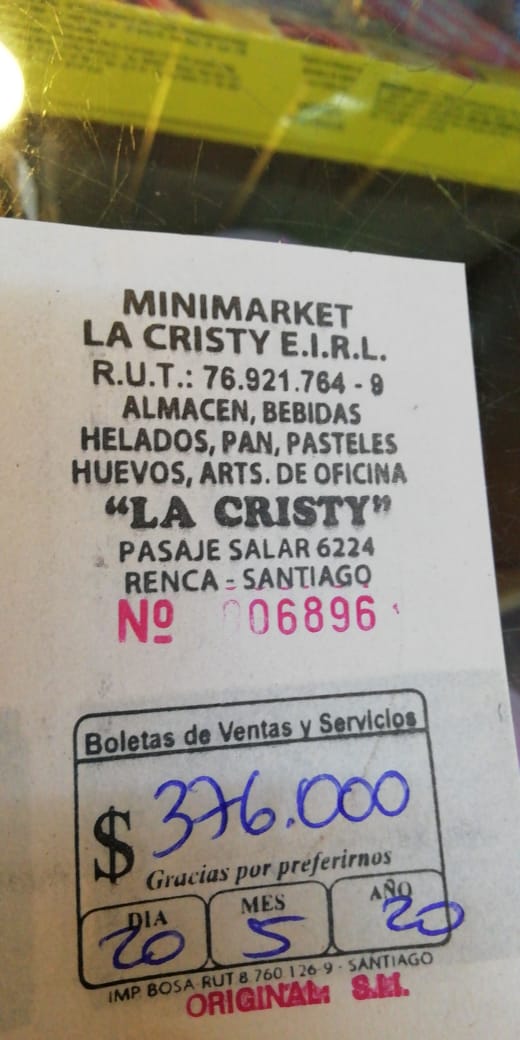 MINIMARKET
LA CRISTY E.I.R.L.
R.U.T.: 76.921.764 - 9
ALMACEN, BEBIDAS
HELADOS, PAN, PASTELES
HUEVOS, ARTS. DE OFICINA
“LA CRISTY”
PASAJE SALAR 6224
RENCA - SANTIAGO
Nº 006896
Boletas de Ventas y Servicios
$ 376.000
Gracias por preferirnos
DIA MES AÑO
20 5 20
IMP. BOSA RUT 8.760.126-9 - SANTIAGO
ORIGINAL: S.I.I.